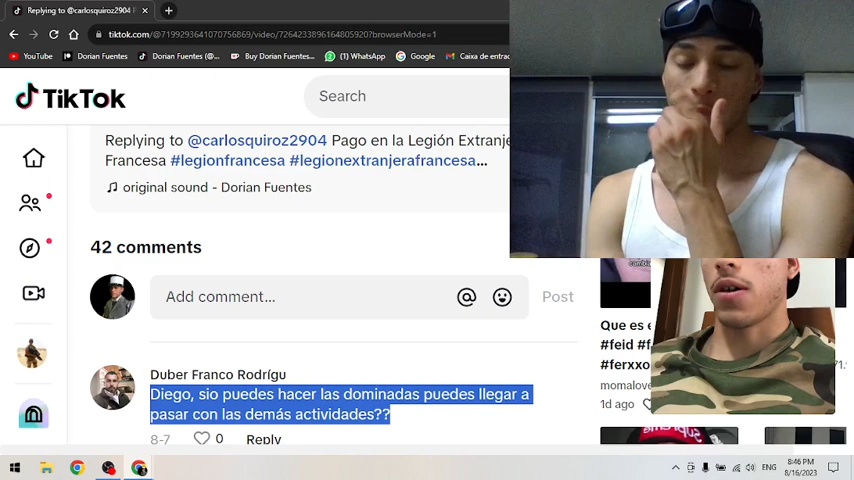 Replying to @carlosquiroz2904 P
tiktok.com/@7199293641070756869/video/7264233896164805920?browserMode=1
YouTube
Dorian Fuentes
Dorian Fuentes (@...
Buy Dorian Fuentes...
(1) WhatsApp
Google
Caixa de entrac
TikTok
Search
Replying to @carlosquiroz2904 Pago en la Legión Extranje
Francesa #legionfrancesa #legionextranjerafrancesa...
original sound - Dorian Fuentes
42 comments
Add comment...
Post
Duber Franco Rodrígu
Diego, sio puedes hacer las dominadas puedes llegar a
pasar con las demás actividades??
8-7
0
Reply
Que es e
#feid #f
#ferxxo
momalove
1d ago
71.
ENG
8:46 PM
8/16/2023